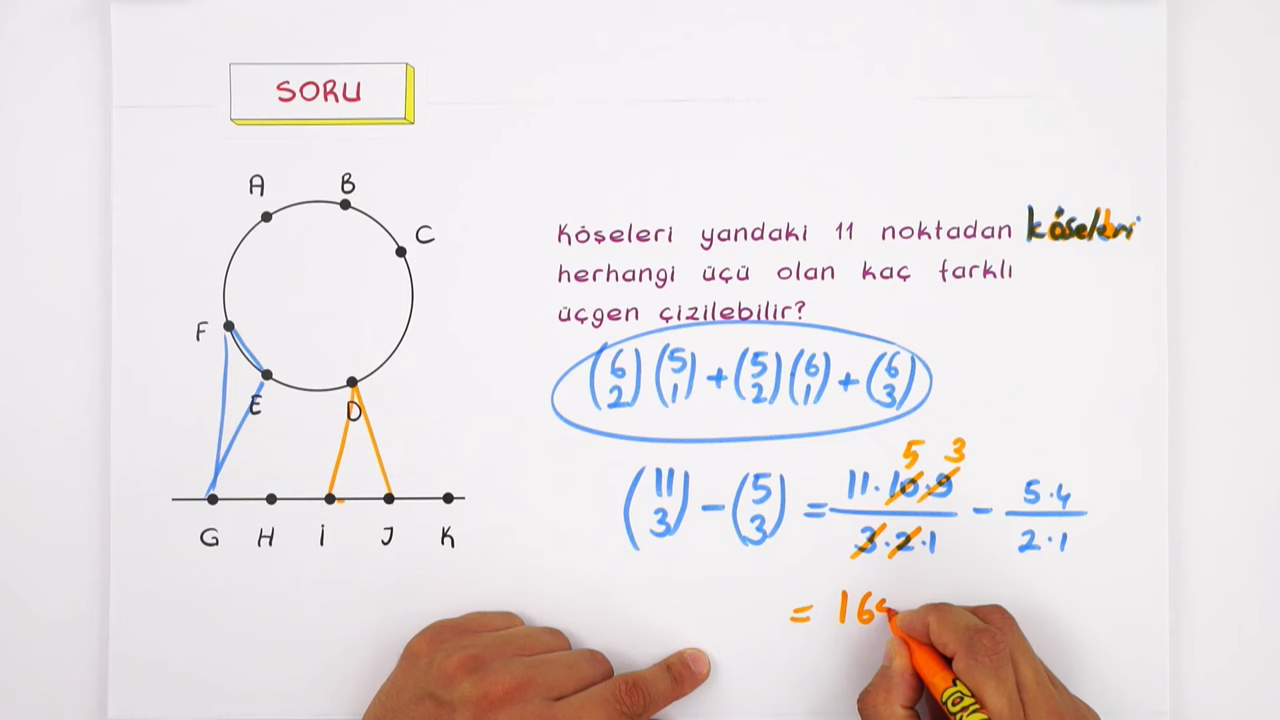 SORU
A
B
C
Köşeleri yandaki 11 noktadan köseleri
herhangi üçü olan kaç farklı
üçgen çizilebilir?
F
E
D
(6 2)(5 1)+(5 2)(6 1)+(6 3)
5 3
(11 3)-(5 3)=11.10.9/3.2.1 - 5.4/2.1
G H İ J K
= 16